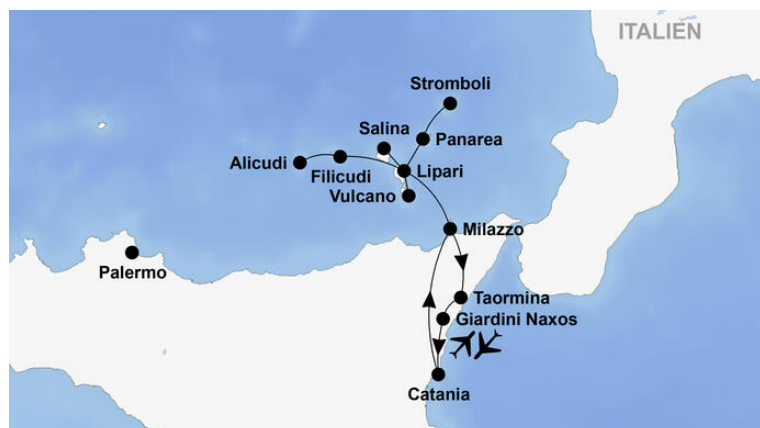 ITALIEN
Stromboli
Salina
Panarea
Alicudi
Filicudi
Lipari
Vulcano
Milazzo
Palermo
Taormina
Giardini Naxos
Catania